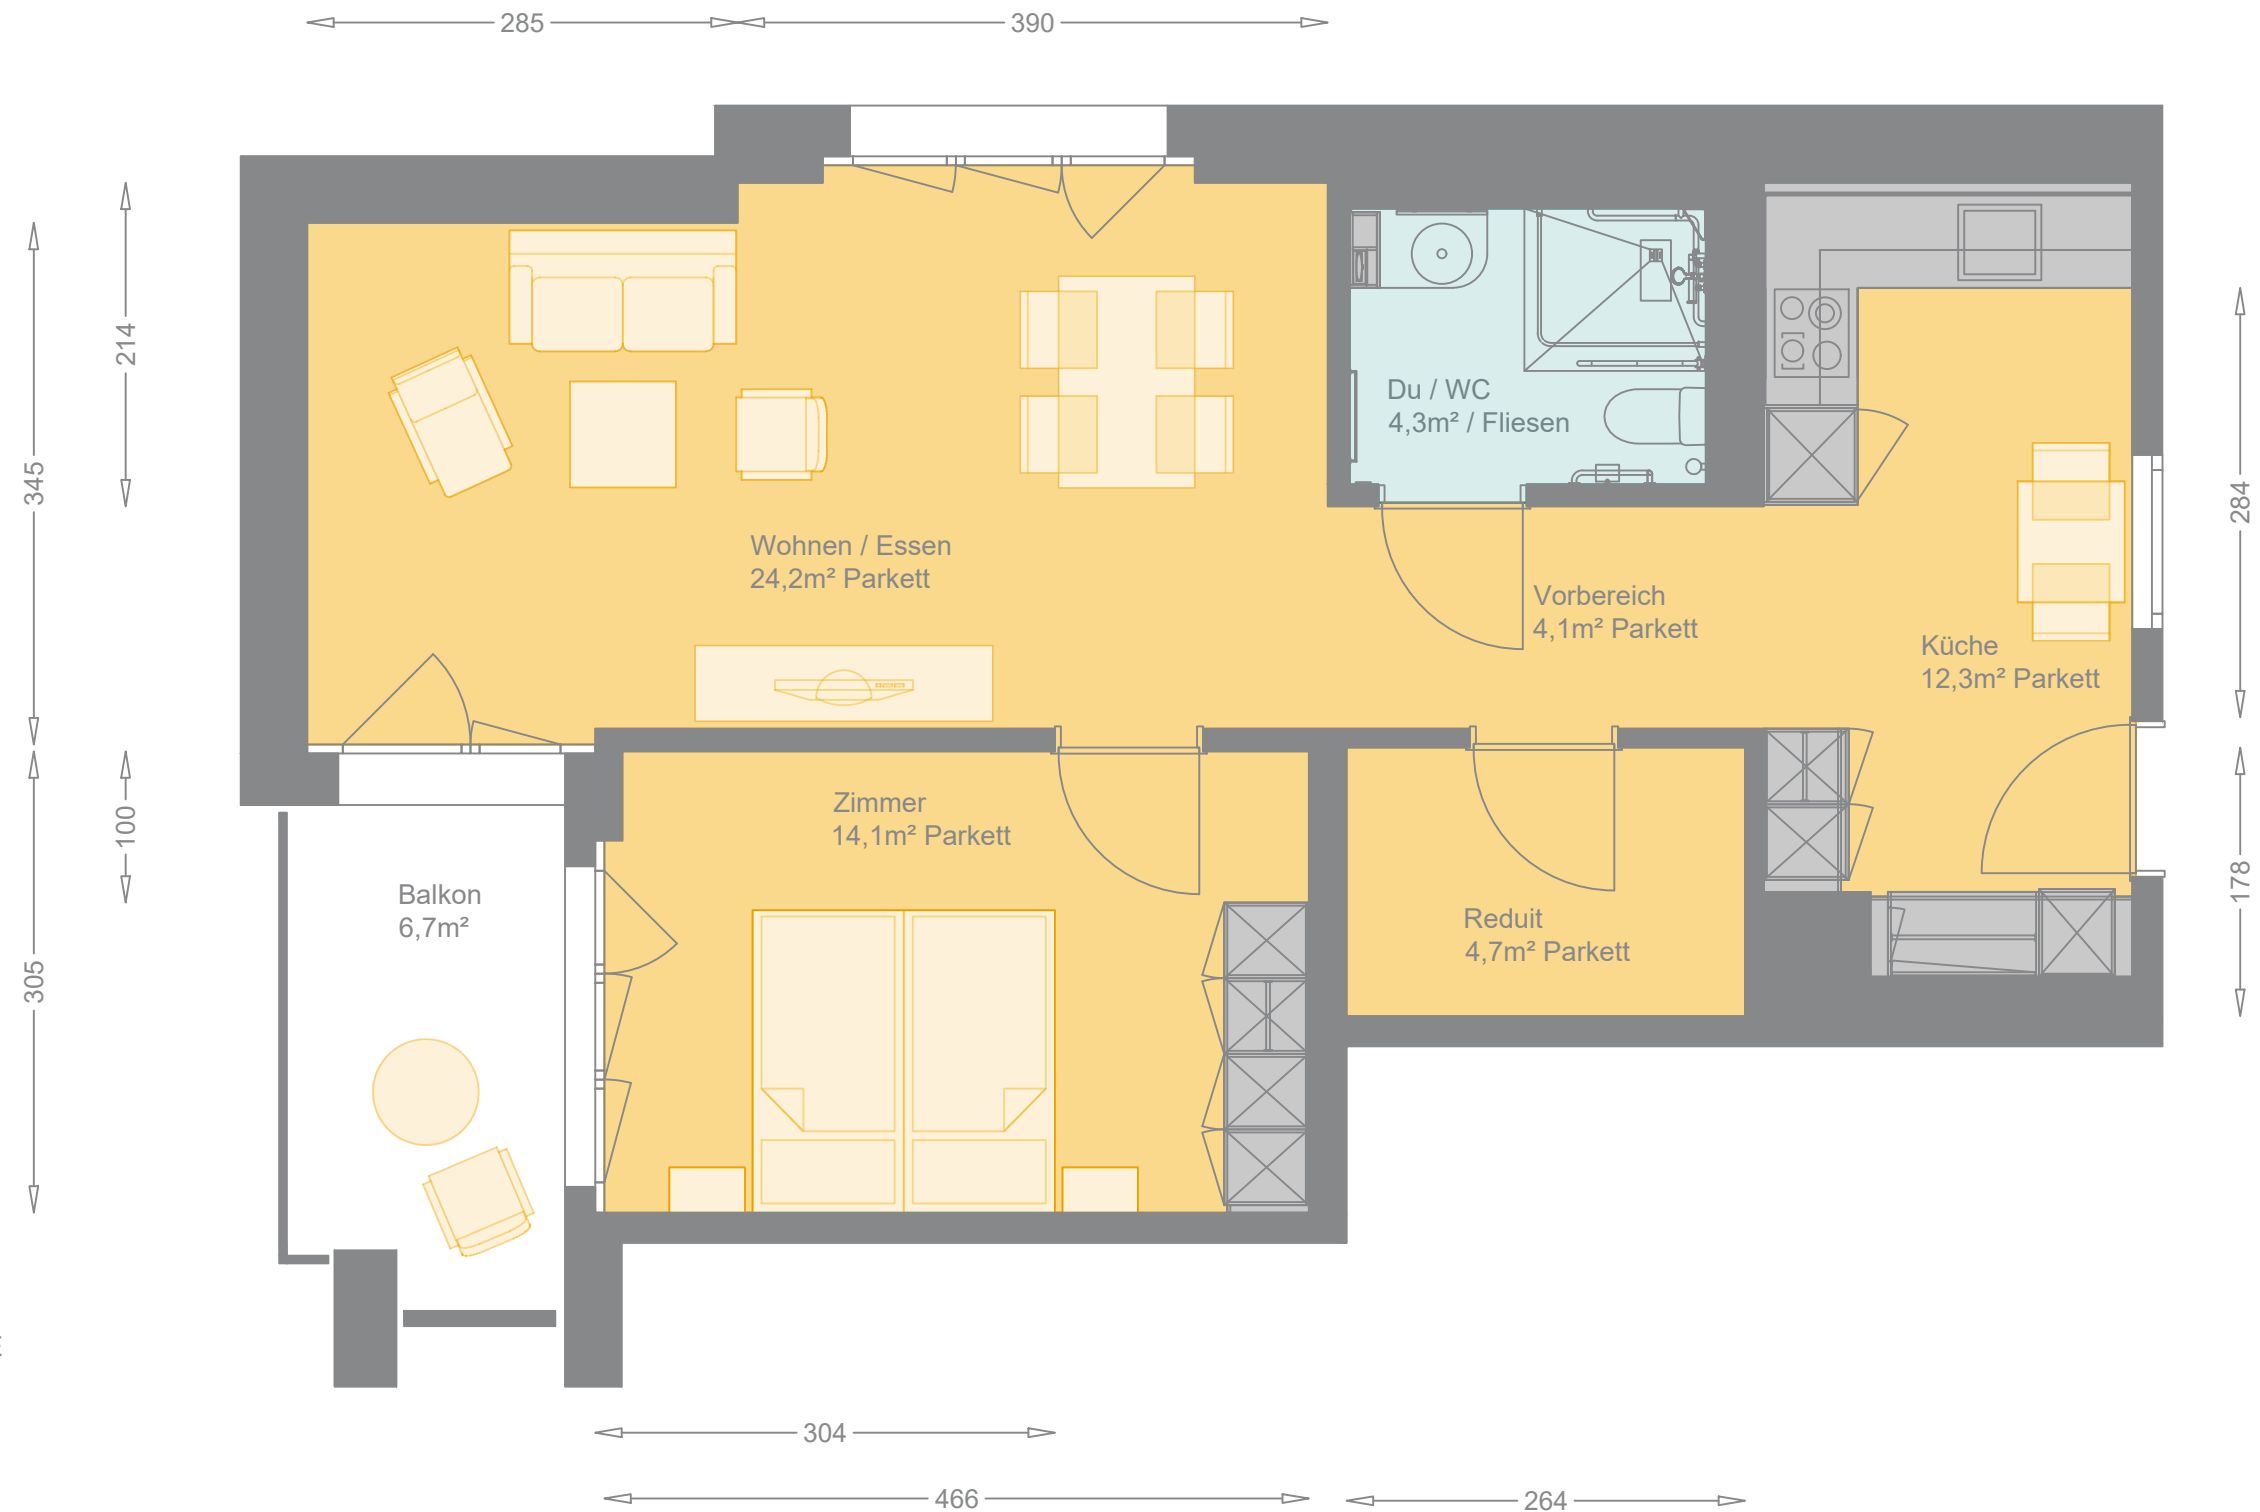 285
390
214
345
Du / WC
4,3m² / Fliesen
284
Wohnen / Essen
24,2m² Parkett
Vorbereich
4,1m² Parkett
Küche
12,3m² Parkett
100
Zimmer
14,1m² Parkett
178
Balkon
6,7m²
Reduit
4,7m² Parkett
305
304
466
264